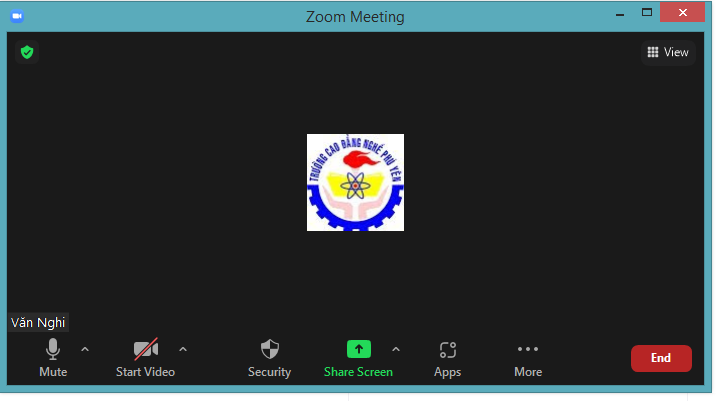 Zoom Meeting
View
TRƯỜNG CAO ĐẲNG NGHỀ PHÚ YÊN
Văn Nghi
Mute
Start Video
Security
Share Screen
Apps
More
End